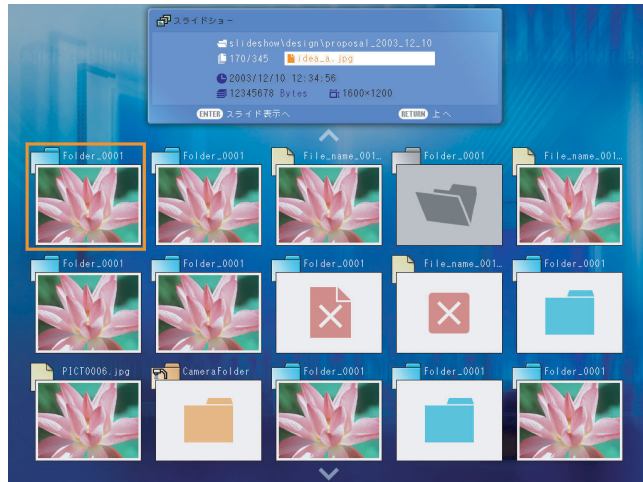 スライドショー
slideshow\design\proposal_2003_12_10
170/345 idea_a.jpg
2003/12/10 12:34:56
12345678 Bytes 1600×1200
ENTER スライド表示へ RETURN 上へ
Folder_0001 Folder_0001 File_name_001… Folder_0001 File_name_001…
Folder_0001 Folder_0001 Folder_0001 File_name_001… Folder_0001
PICT0006.jpg CameraFolder Folder_0001 Folder_0001 Folder_0001